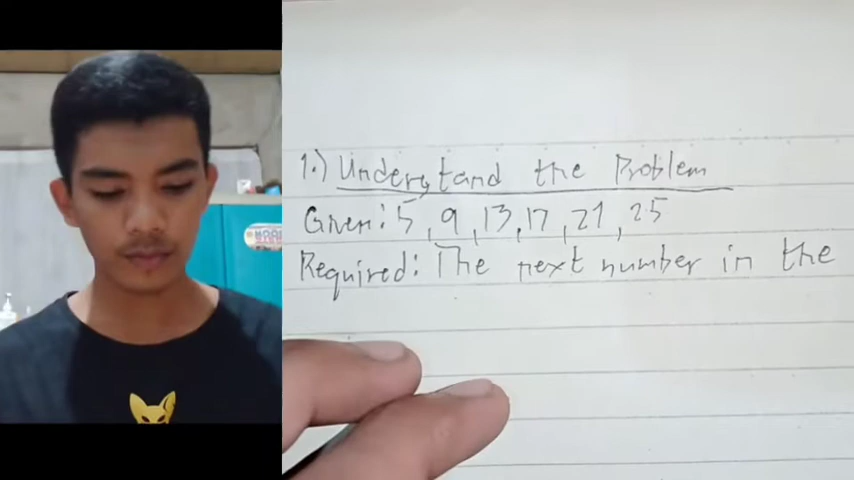 1.) Understand the Problem
Given: 5, 9, 13, 17, 21, 25
Required: The next number in the